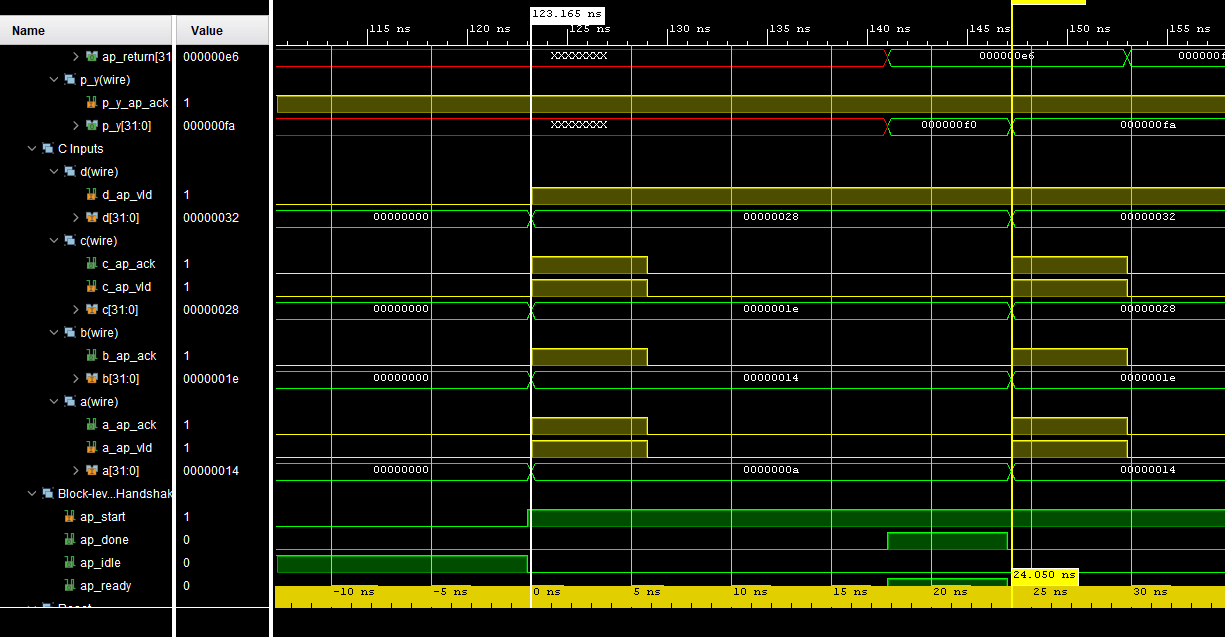 Name Value
123.165 ns
115 ns 120 ns 125 ns 130 ns 135 ns 140 ns 145 ns 150 ns 155 ns
ap_return[31 000000e6 XXXXXXXX 000000e6 000000f
p_y(wire)
p_y_ap_ack 1
p_y[31:0] 000000fa XXXXXXXX 000000f0 000000fa
C Inputs
d(wire)
d_ap_vld 1
d[31:0] 00000032 00000000 00000028 00000032
c(wire)
c_ap_ack 1
c_ap_vld 1
c[31:0] 00000028 00000000 0000001e 00000028
b(wire)
b_ap_ack 1
b[31:0] 0000001e 00000000 00000014 0000001e
a(wire)
a_ap_ack 1
a_ap_vld 1
a[31:0] 00000014 00000000 0000000a 00000014
Block-lev...Handshak
ap_start 1
ap_done 0
ap_idle 0
24.050 ns
ap_ready 0
-10 ns -5 ns 0 ns 5 ns 10 ns 15 ns 20 ns 25 ns 30 ns